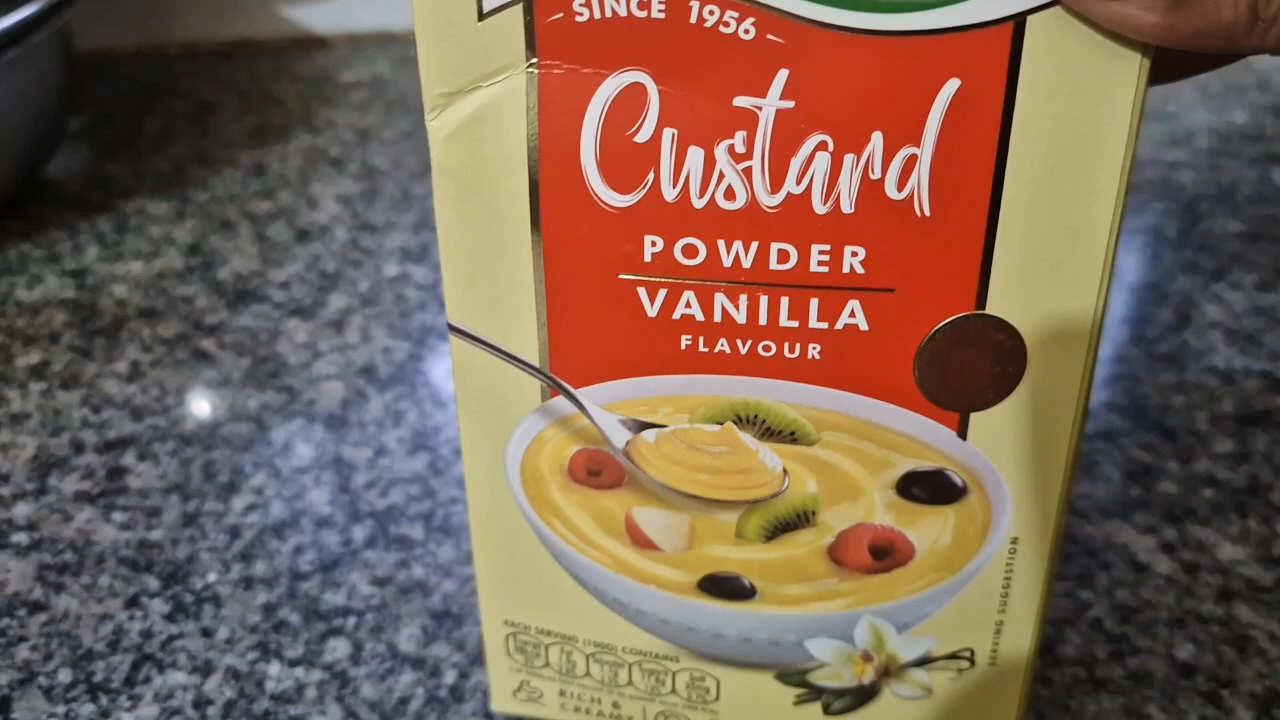 SINCE 1956
Custard
POWDER
VANILLA
FLAVOUR
SERVING SUGGESTION
EACH SERVING (100G) CONTAINS
RICH &
CREAMY